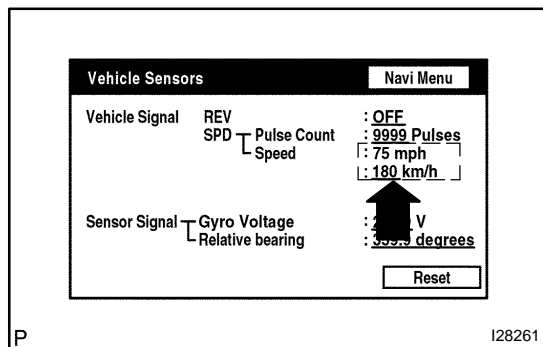 Vehicle Sensors Navi Menu
Vehicle Signal REV : OFF
SPD Pulse Count : 9999 Pulses
Speed : 75 mph
: 180 km/h
Sensor Signal Gyro Voltage : V
Relative bearing : degrees
Reset
P I28261